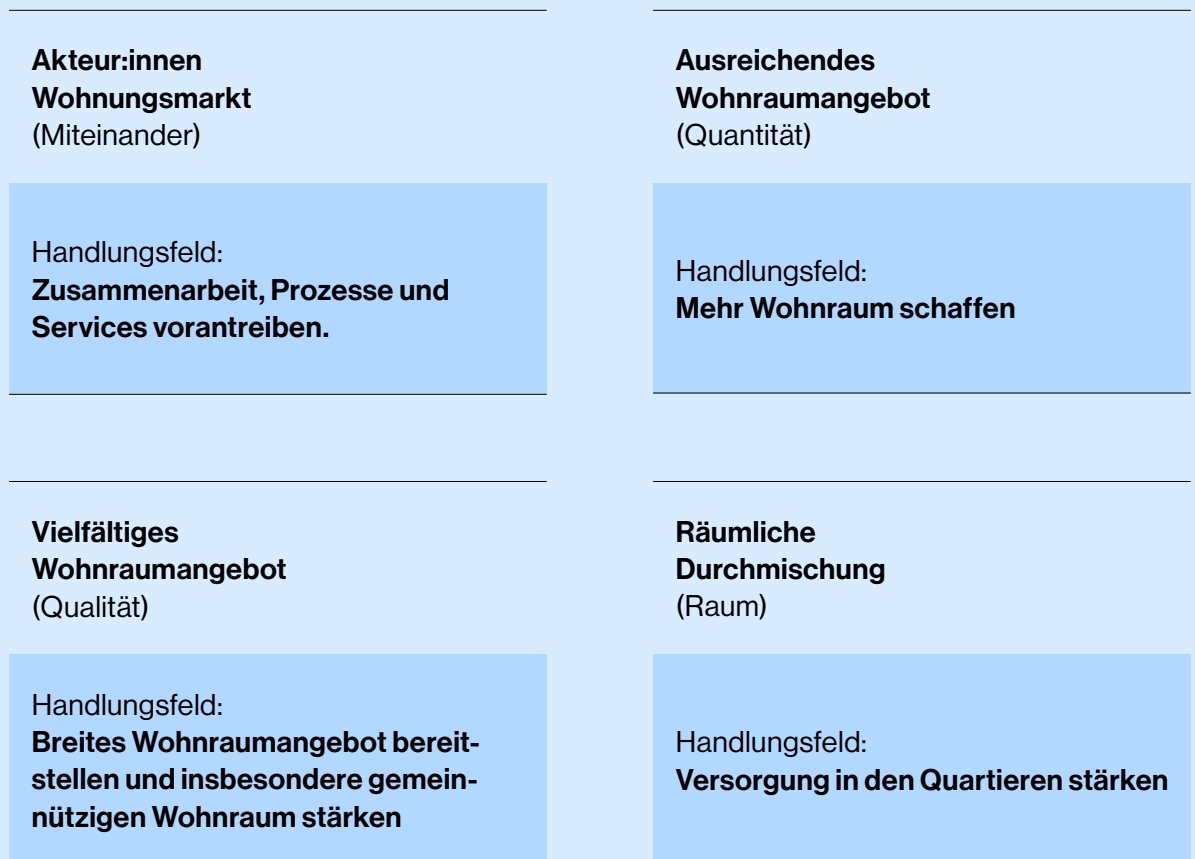 Akteur:innen
Wohnungsmarkt
(Miteinander)
Handlungsfeld:
Zusammenarbeit, Prozesse und
Services vorantreiben.
Ausreichendes
Wohnraumangebot
(Quantität)
Handlungsfeld:
Mehr Wohnraum schaffen
Vielfältiges
Wohnraumangebot
(Qualität)
Handlungsfeld:
Breites Wohnraumangebot bereit-
stellen und insbesondere gemein-
nützigen Wohnraum stärken
Räumliche
Durchmischung
(Raum)
Handlungsfeld:
Versorgung in den Quartieren stärken